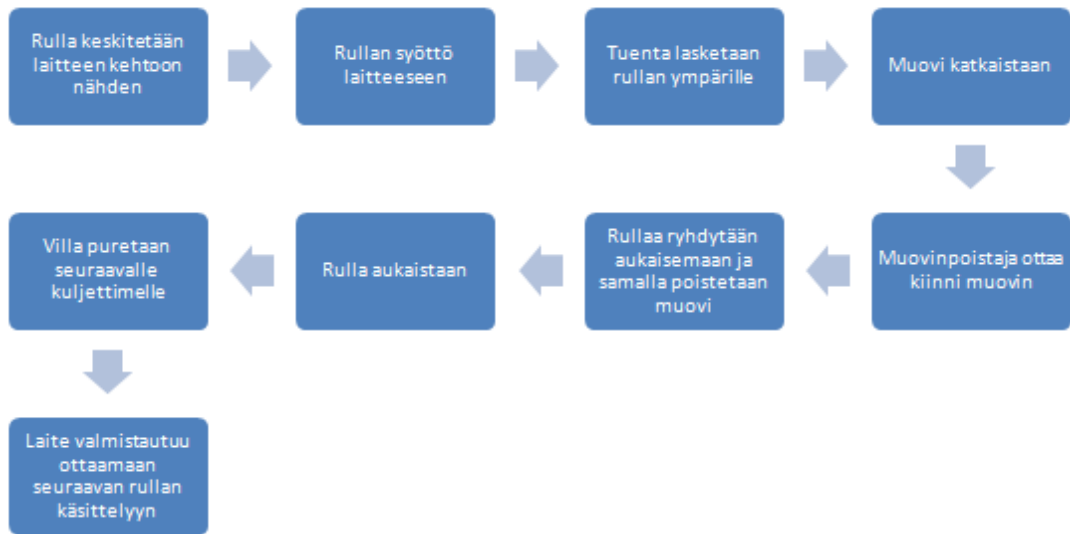 Rulla keskitetään
laitteen kehtoon
nähden
Rullan syöttö
laitteeseen
Tuenta lasketaan
rullan ympärille
Muovi katkaistaan
Muovinpoistaja ottaa
kiinni muovin
Rullaa ryhdytään
aukaisemaan ja
samalla poistetaan
muovi
Rulla aukaistaan
Villa puretaan
seuraavalle
kuljettimelle
Laite valmistautuu
ottaamaan
seuraavan rullan
käsittelyyn